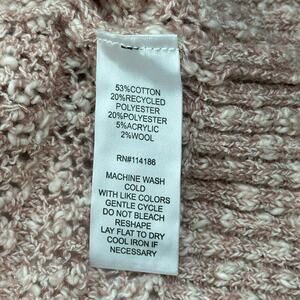 53%COTTON
20%RECYCLED
POLYESTER
20%POLYESTER
5%ACRYLIC
2%WOOL
RN#114186
MACHINE WASH
COLD
WITH LIKE COLORS
GENTLE CYCLE
DO NOT BLEACH
RESHAPE
LAY FLAT TO DRY
COOL IRON IF
NECESSARY